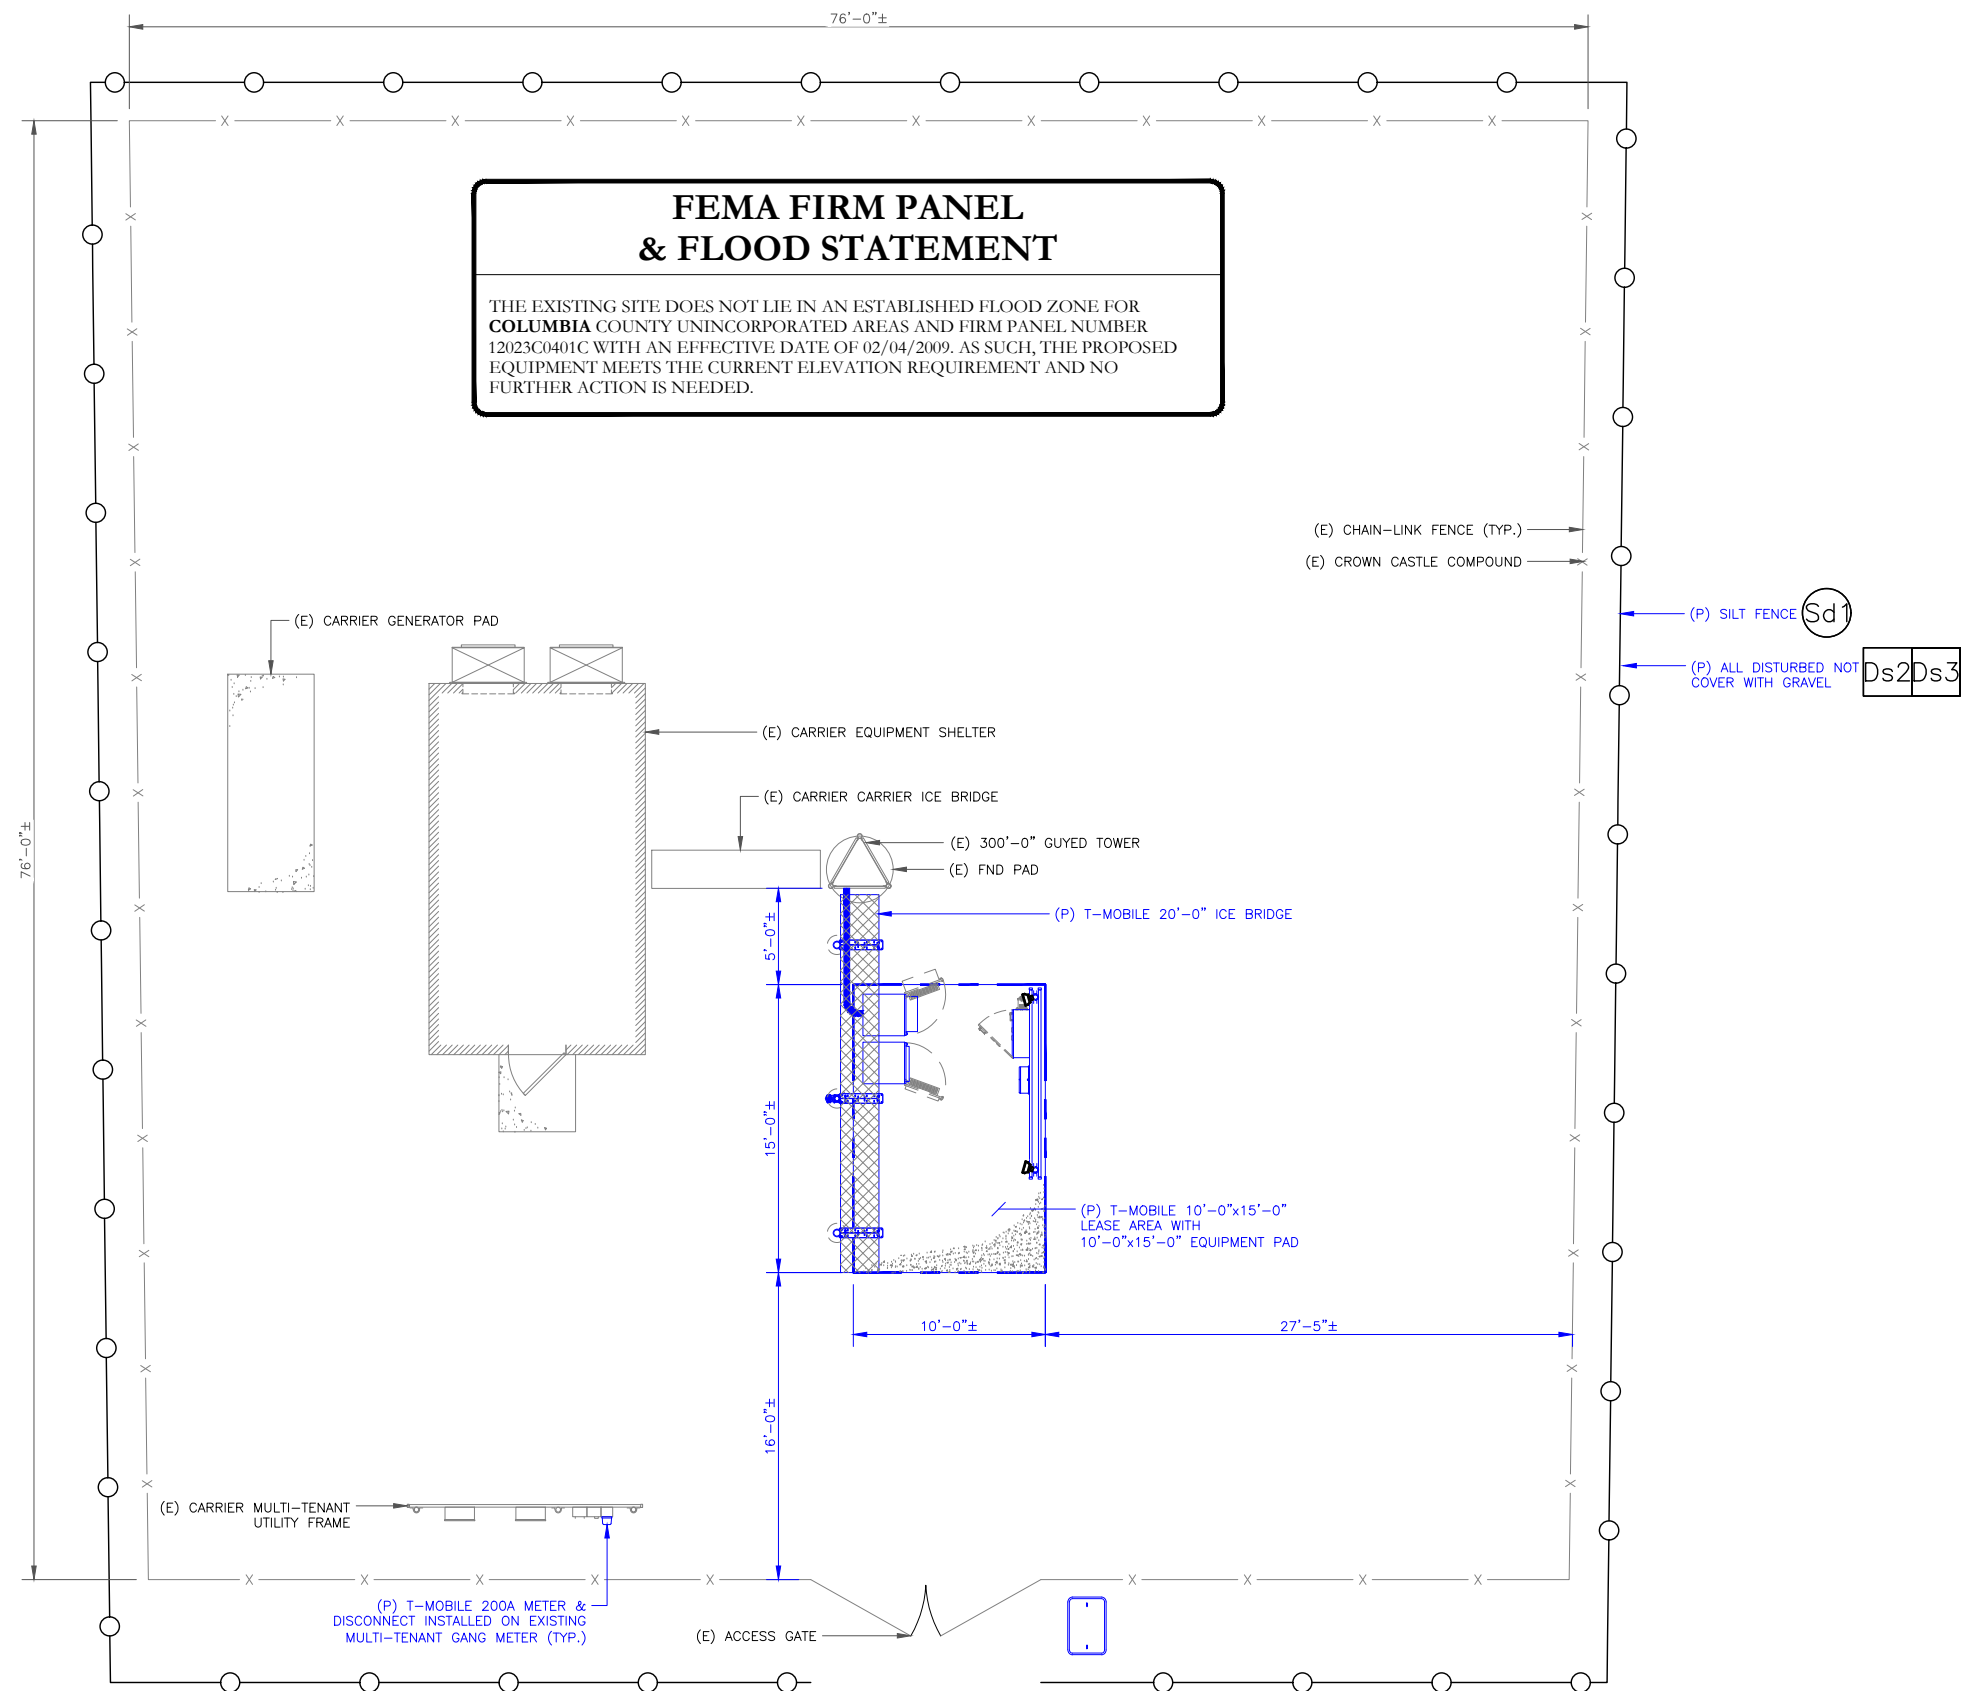 76'-0"±
FEMA FIRM PANEL
& FLOOD STATEMENT
THE EXISTING SITE DOES NOT LIE IN AN ESTABLISHED FLOOD ZONE FOR
COLUMBIA COUNTY UNINCORPORATED AREAS AND FIRM PANEL NUMBER
12023C0401C WITH AN EFFECTIVE DATE OF 02/04/2009. AS SUCH, THE PROPOSED
EQUIPMENT MEETS THE CURRENT ELEVATION REQUIREMENT AND NO
FURTHER ACTION IS NEEDED.
(E) CHAIN-LINK FENCE (TYP.)
(E) CROWN CASTLE COMPOUND
(P) SILT FENCE Sd1
(P) ALL DISTURBED NOT
COVER WITH GRAVEL
Ds2 Ds3
(E) CARRIER GENERATOR PAD
(E) CARRIER EQUIPMENT SHELTER
(E) CARRIER CARRIER ICE BRIDGE
(E) 300'-0" GUYED TOWER
(E) FND PAD
76'-0"±
(P) T-MOBILE 20'-0" ICE BRIDGE
5'-0"±
15'-0"±
(P) T-MOBILE 10'-0"x15'-0"
LEASE AREA WITH
10'-0"x15'-0" EQUIPMENT PAD
10'-0"±
27'-5"±
16'-0"±
(E) CARRIER MULTI-TENANT
UTILITY FRAME
(P) T-MOBILE 200A METER &
DISCONNECT INSTALLED ON EXISTING
MULTI-TENANT GANG METER (TYP.)
(E) ACCESS GATE